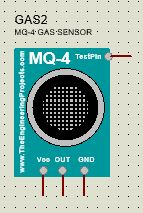 GAS2
MQ-4 GAS SENSOR
MQ-4
TestPin
www.TheEngineeringProjects.com
Vcc OUT GND